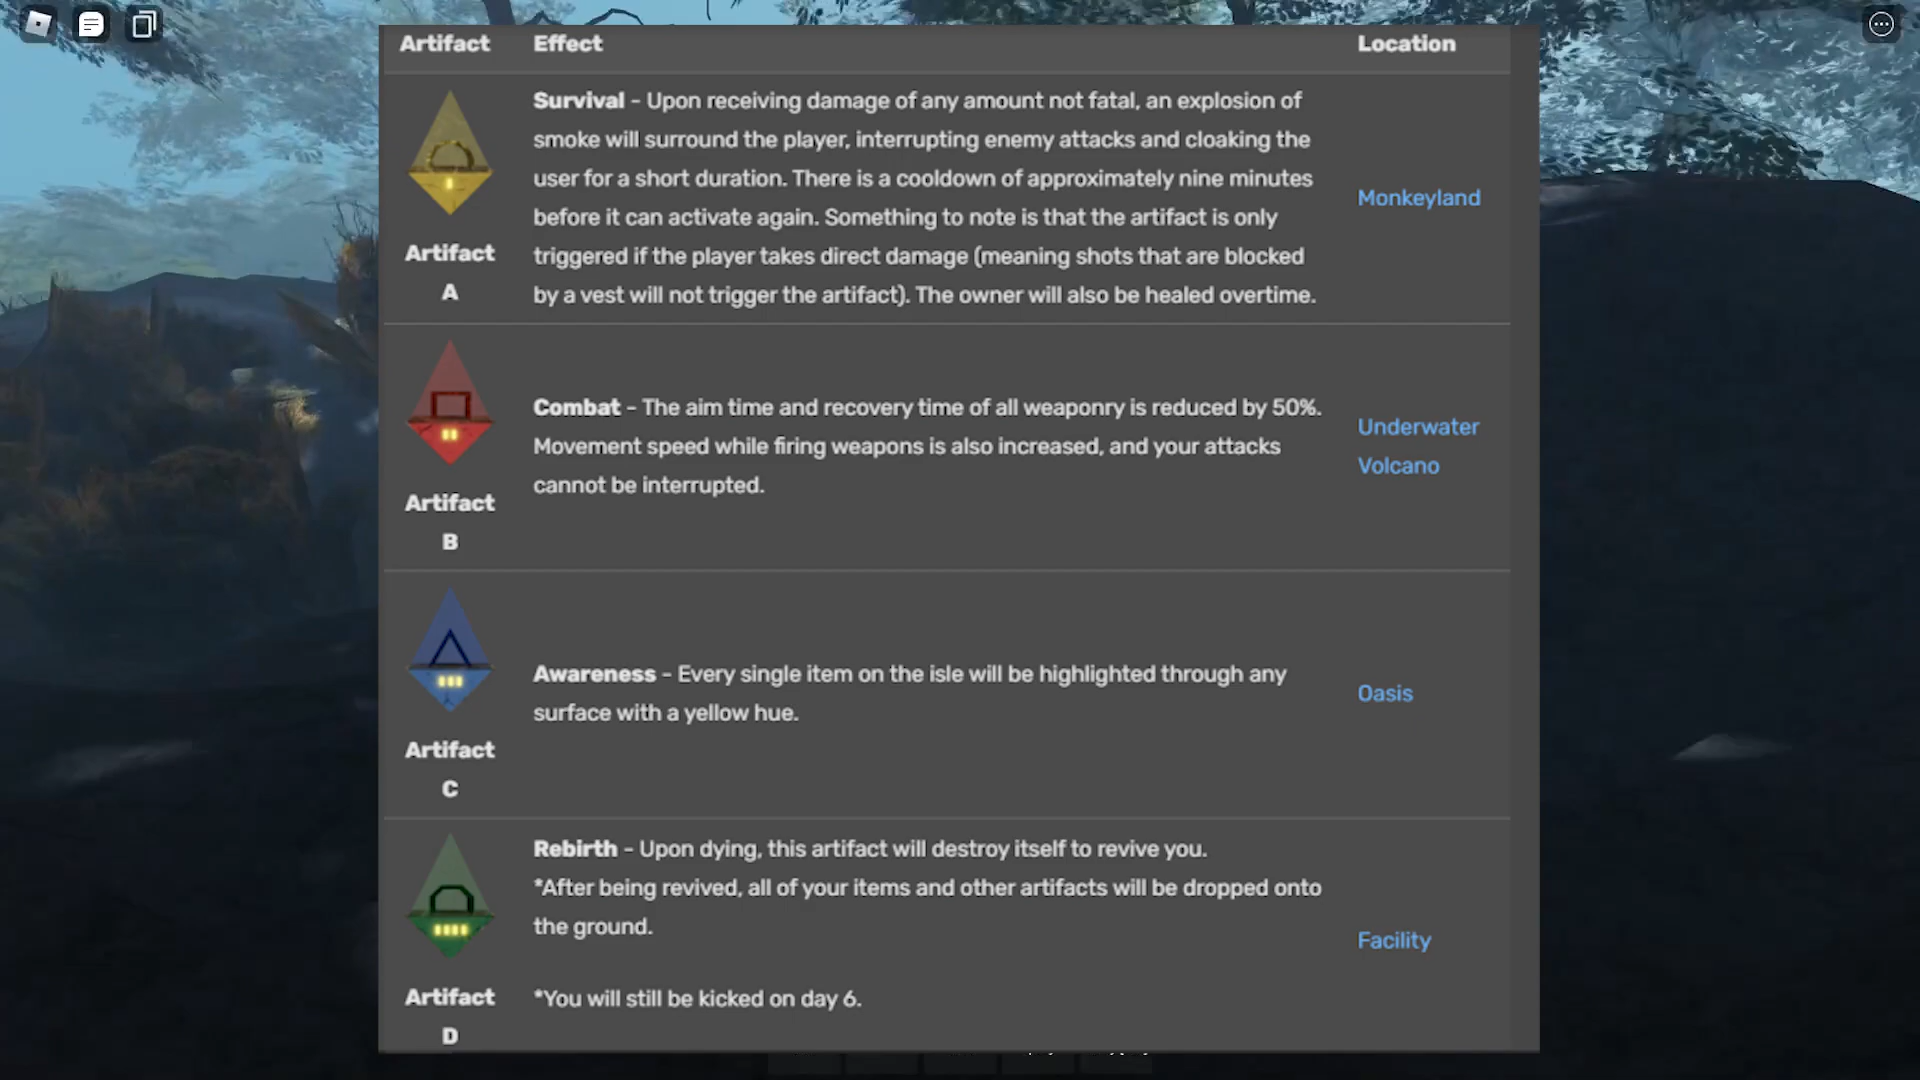 Artifact Effect Location
Survival - Upon receiving damage of any amount not fatal, an explosion of
smoke will surround the player, interrupting enemy attacks and cloaking the
user for a short duration. There is a cooldown of approximately nine minutes
before it can activate again. Something to note is that the artifact is only
triggered if the player takes direct damage (meaning shots that are blocked
by a vest will not trigger the artifact). The owner will also be healed overtime.
Artifact
A
Monkeyland
Combat - The aim time and recovery time of all weaponry is reduced by 50%.
Movement speed while firing weapons is also increased, and your attacks
cannot be interrupted.
Artifact
B
Underwater
Volcano
Awareness - Every single item on the isle will be highlighted through any
surface with a yellow hue.
Artifact
C
Oasis
Rebirth - Upon dying, this artifact will destroy itself to revive you.
*After being revived, all of your items and other artifacts will be dropped onto
the ground.
*You will still be kicked on day 6.
Artifact
D
Facility